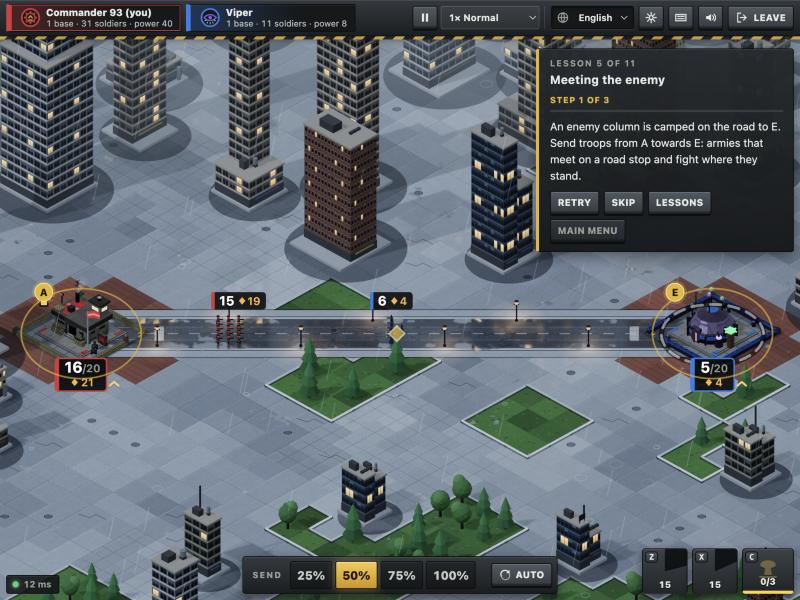 Commander 93 (you)
1 base · 31 soldiers · power 40
Viper
1 base · 11 soldiers · power 8
1× Normal
English
LEAVE
LESSON 5 OF 11
Meeting the enemy
STEP 1 OF 3
An enemy column is camped on the road to E.
Send troops from A towards E: armies that
meet on a road stop and fight where they
stand.
RETRY
SKIP
LESSONS
MAIN MENU
A
E
15 ♦19
6 ♦4
16/20
♦21
5/20
♦4
12 ms
SEND
25%
50%
75%
100%
AUTO
Z
15
X
15
C
0/3